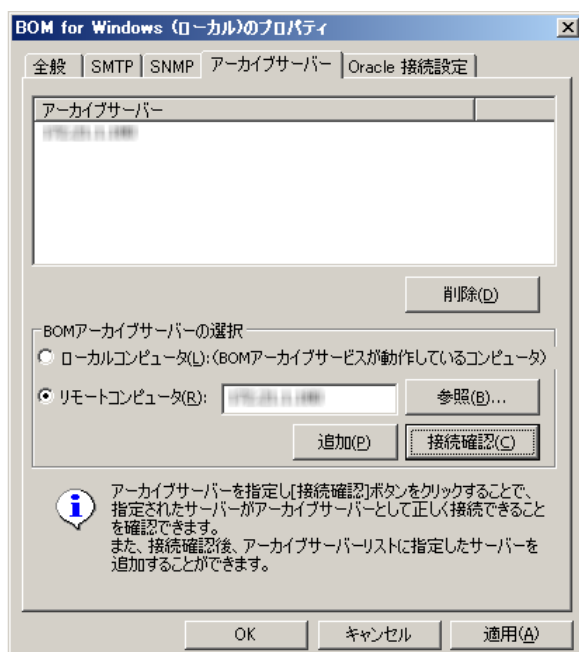 BOM for Windows (ローカル)のプロパティ
全般 SMTP SNMP アーカイブサーバー Oracle 接続設定
アーカイブサーバー
削除(D)
BOMアーカイブサーバーの選択
ローカルコンピュータ(L):(BOMアーカイブサービスが動作しているコンピュータ)
リモートコンピュータ(R): 参照(B)...
追加(P) 接続確認(C)
アーカイブサーバーを指定し[接続確認]ボタンをクリックすることで、
指定されたサーバーがアーカイブサーバーとして正しく接続できること
を確認できます。
また、接続確認後、アーカイブサーバーリストに指定したサーバーを
追加することができます。
OK キャンセル 適用(A)